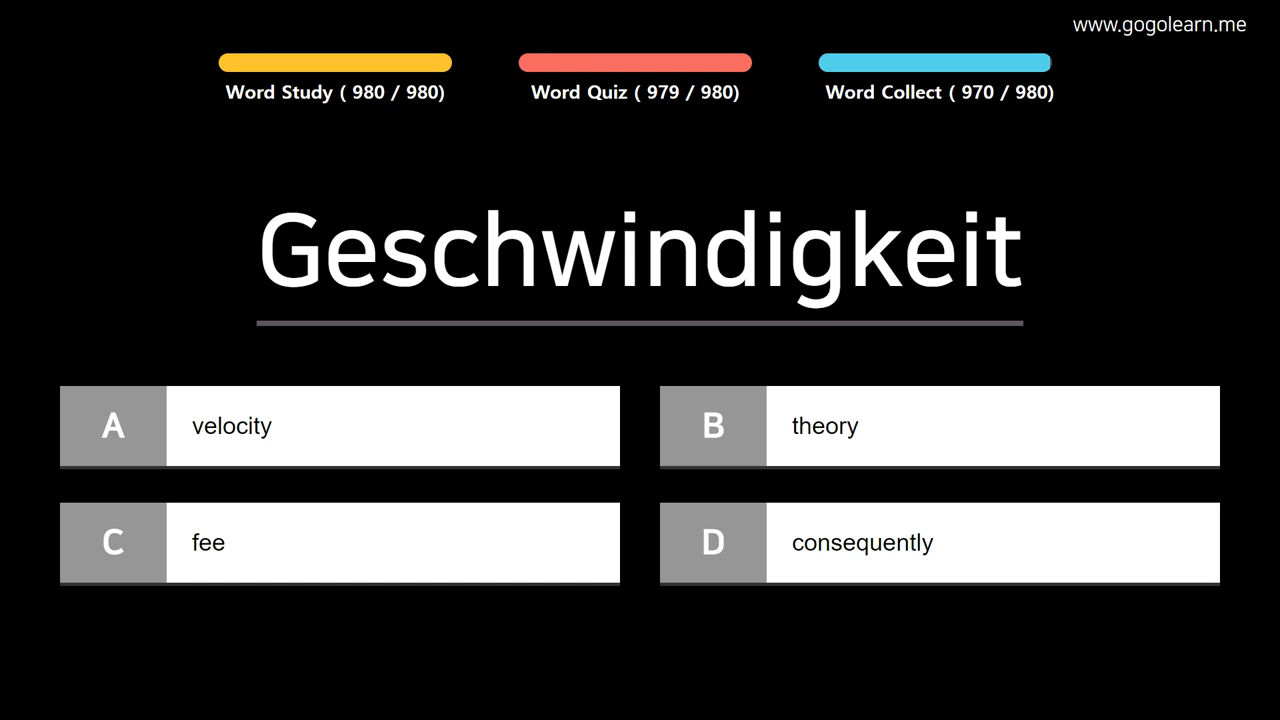 www.gogolearn.me
Word Study ( 980 / 980)
Word Quiz ( 979 / 980)
Word Collect ( 970 / 980)
Geschwindigkeit
A velocity
B theory
C fee
D consequently